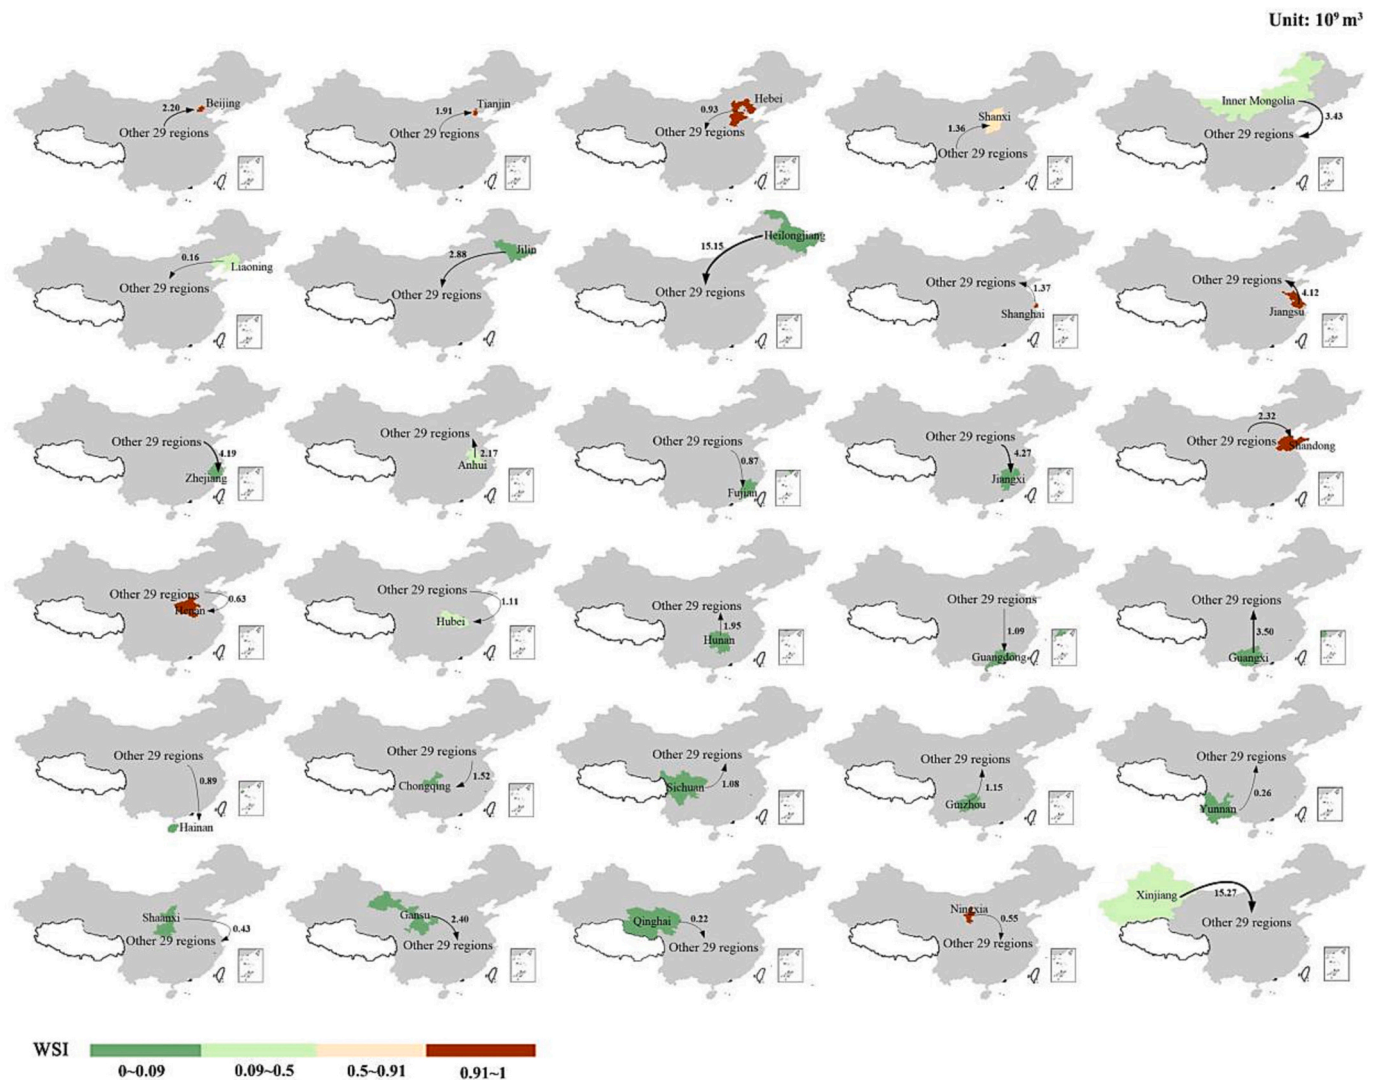 Unit: 10⁹ m³
2.20 Beijing
Other 29 regions
1.91 Tianjin
Other 29 regions
0.93 Hebei
Other 29 regions
Shanxi
1.36
Other 29 regions
Inner Mongolia
3.43
Other 29 regions
0.16
Liaoning
Other 29 regions
2.88 Jilin
Other 29 regions
15.15 Heilongjiang
Other 29 regions
Other 29 regions
1.37
Shanghai
Other 29 regions
4.12
Jiangsu
Other 29 regions
4.19
Zhejiang
Other 29 regions
2.17
Anhui
Other 29 regions
0.87
Fujian
Other 29 regions
4.27
Jiangxi
2.32
Other 29 regions Shandong
Other 29 regions
0.63
Henan
Other 29 regions
1.11
Hubei
Other 29 regions
1.95
Hunan
Other 29 regions
1.09
Guangdong
Other 29 regions
3.50
Guangxi
Other 29 regions
0.89
Hainan
Other 29 regions
1.52
Chongqing
Other 29 regions
Sichuan 1.08
Other 29 regions
1.15
Guizhou
Other 29 regions
0.26
Yunnan
Shaanxi
0.43
Other 29 regions
Gansu 2.40
Other 29 regions
Qinghai 0.22
Other 29 regions
Ningxia
0.55
Other 29 regions
Xinjiang 15.27
Other 29 regions
WSI
0~0.09 0.09~0.5 0.5~0.91 0.91~1